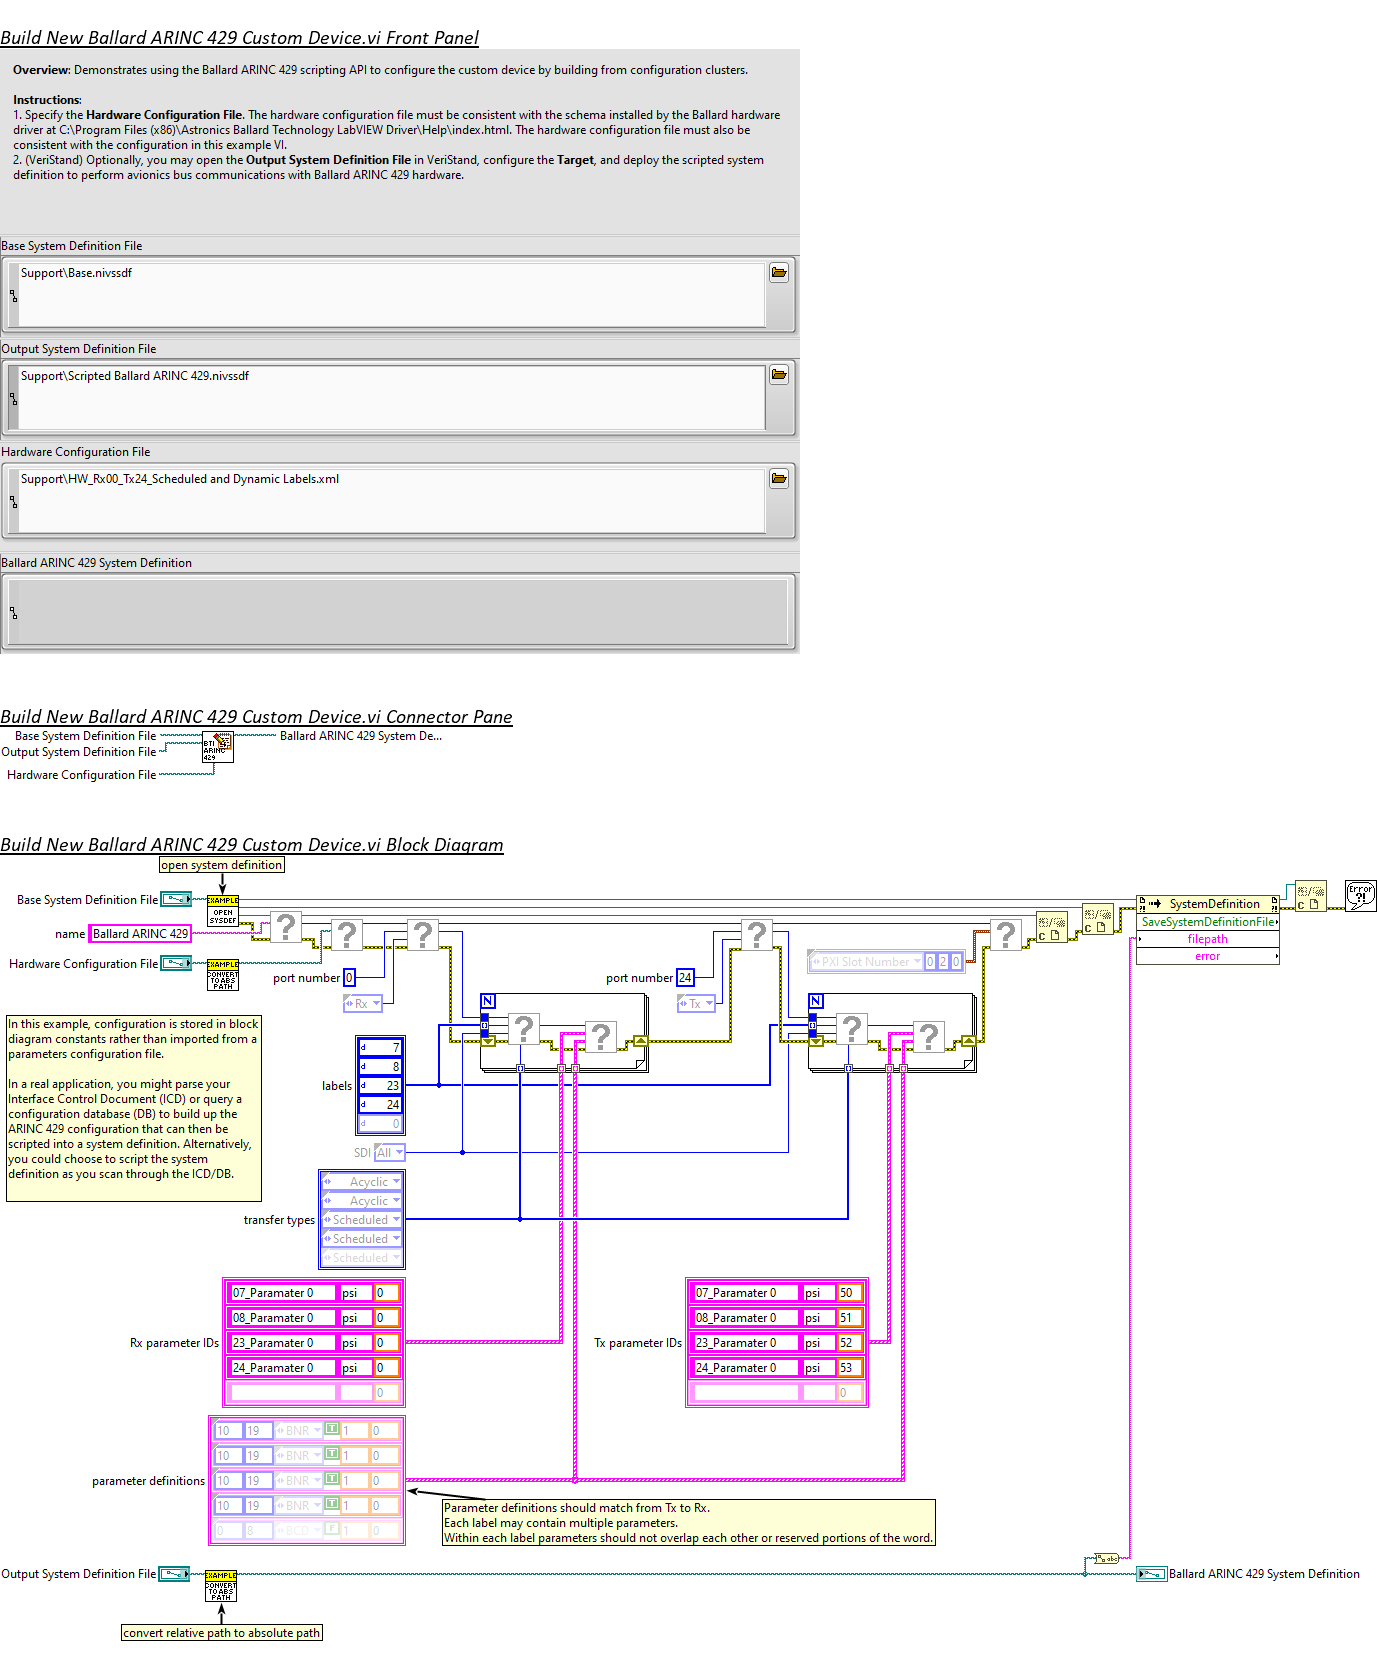 Build New Ballard ARINC 429 Custom Device.vi Front Panel
Overview: Demonstrates using the Ballard ARINC 429 scripting API to configure the custom device by building from configuration clusters.
Instructions:
1. Specify the Hardware Configuration File. The hardware configuration file must be consistent with the schema installed by the Ballard hardware
driver at C:\Program Files (x86)\Astronics Ballard Technology LabVIEW Driver\Help\index.html. The hardware configuration file must also be
consistent with the configuration in this example VI.
2. (VeriStand) Optionally, you may open the Output System Definition File in VeriStand, configure the Target, and deploy the scripted system
definition to perform avionics bus communications with Ballard ARINC 429 hardware.
Base System Definition File
Support\Base.nivssdf
Output System Definition File
Support\Scripted Ballard ARINC 429.nivssdf
Hardware Configuration File
Support\HW_Rx00_Tx24_Scheduled and Dynamic Labels.xml
Ballard ARINC 429 System Definition
Build New Ballard ARINC 429 Custom Device.vi Connector Pane
Base System Definition File
Output System Definition File
Hardware Configuration File
BTI
ARINC
429
Ballard ARINC 429 System De...
Build New Ballard ARINC 429 Custom Device.vi Block Diagram
open system definition
Base System Definition File
EXAMPLE
OPEN
SYSDEF
name
Ballard ARINC 429
Hardware Configuration File
EXAMPLE
CONVERT
TO ABS
PATH
? ? ?
port number 0
Rx
port number 24
Tx
?
PXI Slot Number 0 2 0
?
SystemDefinition
SaveSystemDefinitionFile
filepath
error
Error
?!
N
? ?
N
? ?
In this example, configuration is stored in block
diagram constants rather than imported from a
parameters configuration file.
In a real application, you might parse your
Interface Control Document (ICD) or query a
configuration database (DB) to build up the
ARINC 429 configuration that can then be
scripted into a system definition. Alternatively,
you could choose to script the system
definition as you scan through the ICD/DB.
labels
d 7
d 8
d 23
d 24
d 0
SDI All
transfer types
Acyclic
Acyclic
Scheduled
Scheduled
Scheduled
Rx parameter IDs
07_Paramater 0 psi 0
08_Paramater 0 psi 0
23_Paramater 0 psi 0
24_Paramater 0 psi 0
0
Tx parameter IDs
07_Paramater 0 psi 50
08_Paramater 0 psi 51
23_Paramater 0 psi 52
24_Paramater 0 psi 53
0
parameter definitions
10 19 BNR T 1 0
10 19 BNR T 1 0
10 19 BNR T 1 0
10 19 BNR T 1 0
0 8 BCD F 1 0
Parameter definitions should match from Tx to Rx.
Each label may contain multiple parameters.
Within each label parameters should not overlap each other or reserved portions of the word.
Output System Definition File
EXAMPLE
CONVERT
TO ABS
PATH
convert relative path to absolute path
abc
Ballard ARINC 429 System Definition